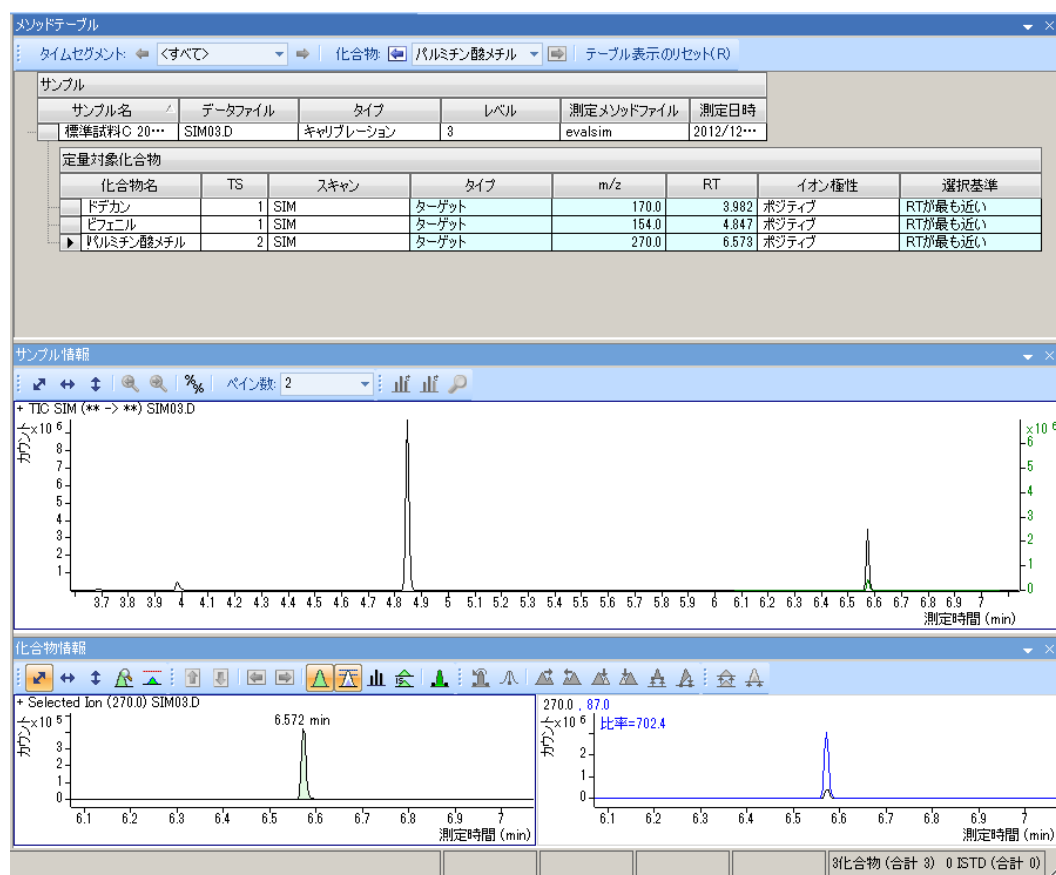 メソッドテーブル
タイムセグメント: <すべて> 化合物: パルミチン酸メチル テーブル表示のリセット(R)
サンプル
サンプル名 データファイル タイプ レベル 測定メソッドファイル 測定日時
標準試料C 20… SIM03.D キャリブレーション 3 evalsim 2012/12…
定量対象化合物
化合物名 TS スキャン タイプ m/z RT イオン極性 選択基準
ドデカン 1 SIM ターゲット 170.0 3.982 ポジティブ RTが最も近い
ビフェニル 1 SIM ターゲット 154.0 4.847 ポジティブ RTが最も近い
パルミチン酸メチル 2 SIM ターゲット 270.0 6.573 ポジティブ RTが最も近い
サンプル情報
ペイン数: 2
+ TIC SIM (** -> **) SIM03.D
カウント
x10 6
8
7
6
5
4
3
2
1
x10 6
6
5
4
3
2
1
0
3.7 3.8 3.9 4 4.1 4.2 4.3 4.4 4.5 4.6 4.7 4.8 4.9 5 5.1 5.2 5.3 5.4 5.5 5.6 5.7 5.8 5.9 6 6.1 6.2 6.3 6.4 6.5 6.6 6.7 6.8 6.9 7
測定時間 (min)
化合物情報
+ Selected Ion (270.0) SIM03.D
カウント
x10 5
6.572 min
3
2
1
0
6.1 6.2 6.3 6.4 6.5 6.6 6.7 6.8 6.9 7
測定時間 (min)
270.0 , 87.0
カウント
x10 6
比率=702.4
2
1
0
6.1 6.2 6.3 6.4 6.5 6.6 6.7 6.8 6.9 7
測定時間 (min)
3化合物 (合計 3) 0 ISTD (合計 0)